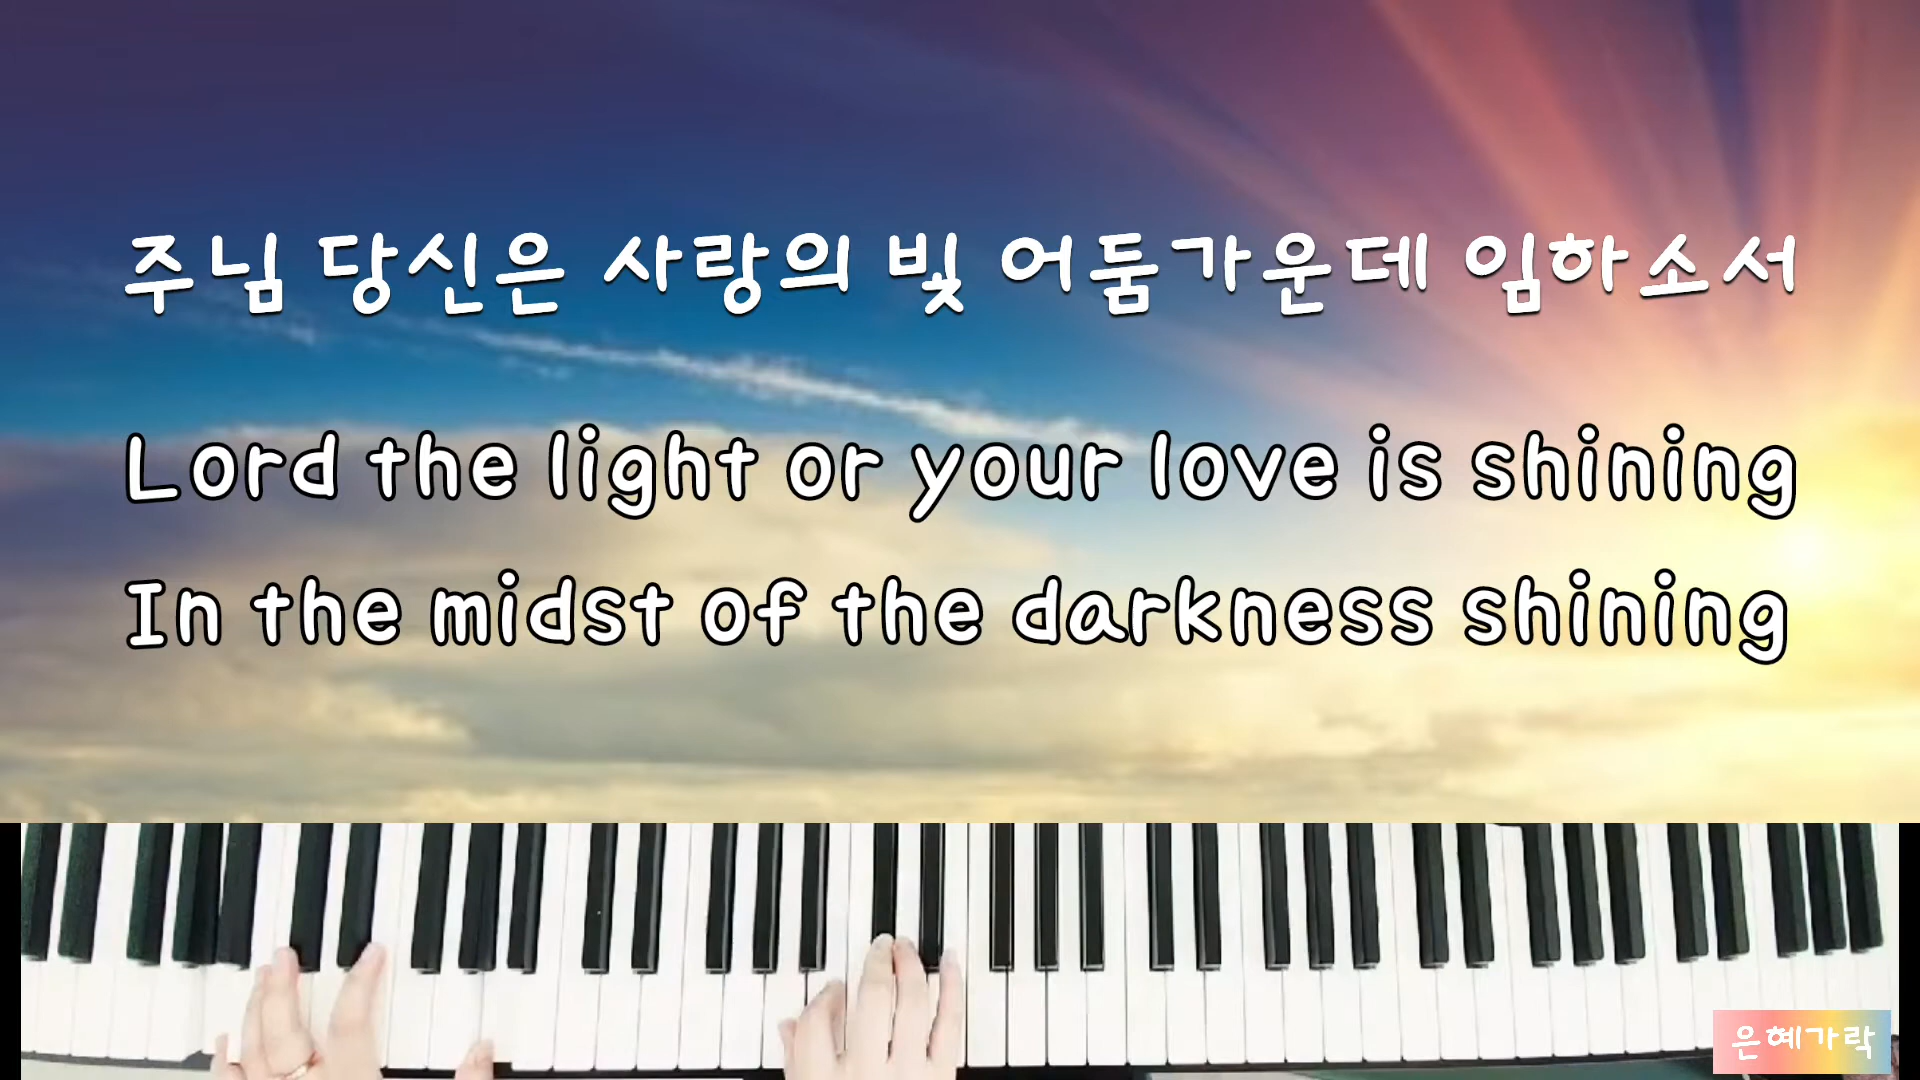 주님 당신은 사랑의 빛 어둠가운데 임하소서
Lord the light or your love is shining
In the midst of the darkness shining
은혜가락